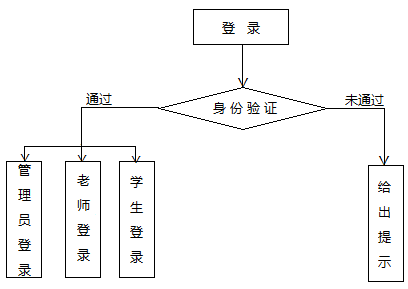 登 录
通过
身份验证
未通过
管理员登录
老师登录
学生登录
给出提示